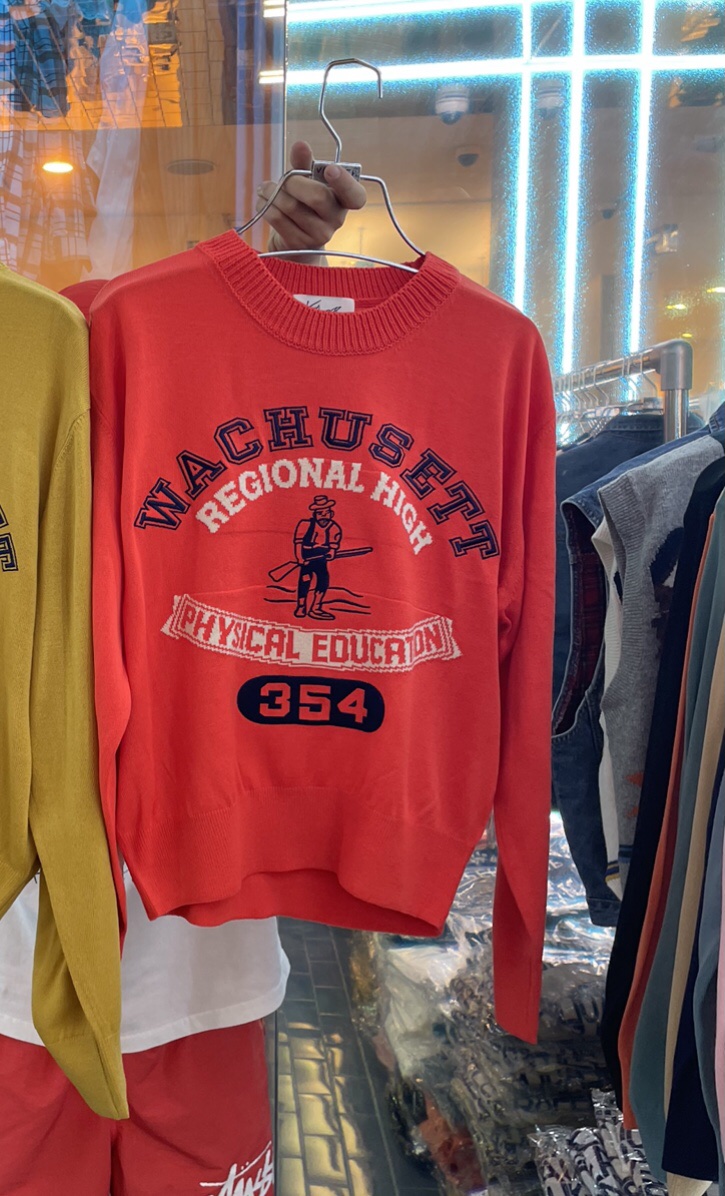 WACHUSETT
REGIONAL HIGH
PHYSICAL EDUCATION
354